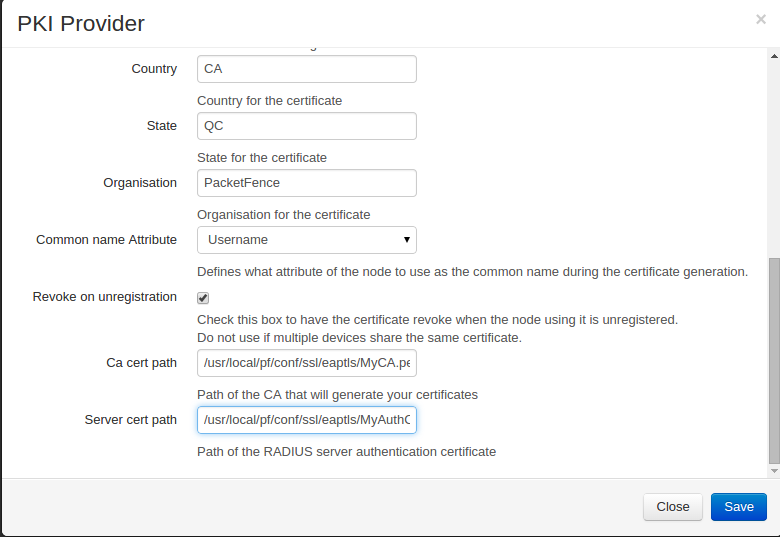 PKI Provider
×
Country
CA
Country for the certificate
State
QC
State for the certificate
Organisation
PacketFence
Organisation for the certificate
Common name Attribute
Username
Defines what attribute of the node to use as the common name during the certificate generation.
Revoke on unregistration
Check this box to have the certificate revoke when the node using it is unregistered.
Do not use if multiple devices share the same certificate.
Ca cert path
/usr/local/pf/conf/ssl/eaptls/MyCA.pe
Path of the CA that will generate your certificates
Server cert path
/usr/local/pf/conf/ssl/eaptls/MyAuthC
Path of the RADIUS server authentication certificate
Close
Save